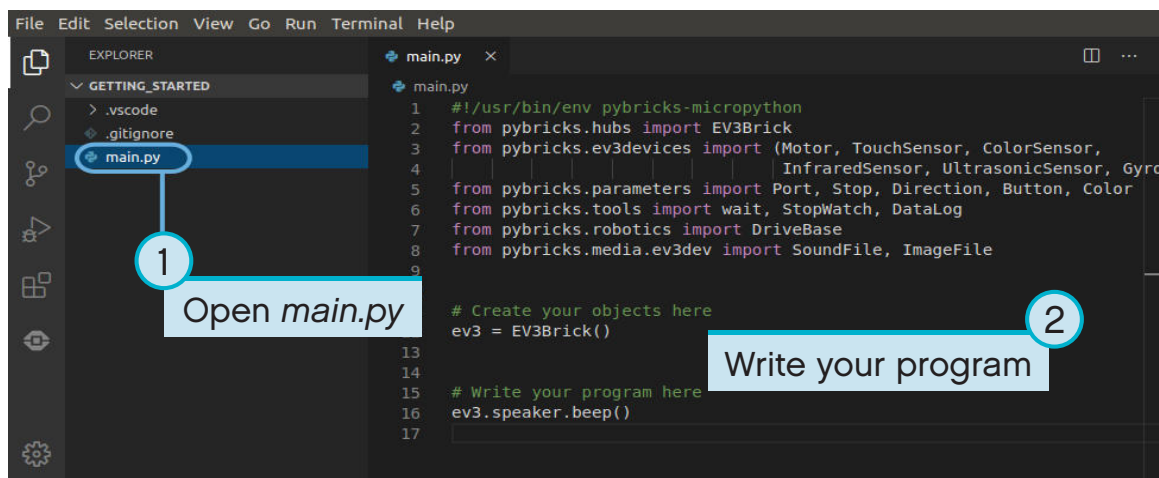 File Edit Selection View Go Run Terminal Help
EXPLORER
GETTING_STARTED
.vscode
.gitignore
main.py
1
Open main.py
main.py
main.py
1 #!/usr/bin/env pybricks-micropython
2 from pybricks.hubs import EV3Brick
3 from pybricks.ev3devices import (Motor, TouchSensor, ColorSensor,
4 InfraredSensor, UltrasonicSensor, Gyro
5 from pybricks.parameters import Port, Stop, Direction, Button, Color
6 from pybricks.tools import wait, StopWatch, DataLog
7 from pybricks.robotics import DriveBase
8 from pybricks.media.ev3dev import SoundFile, ImageFile
9
# Create your objects here
ev3 = EV3Brick()
13
14
15 # Write your program here
16 ev3.speaker.beep()
17
2
Write your program